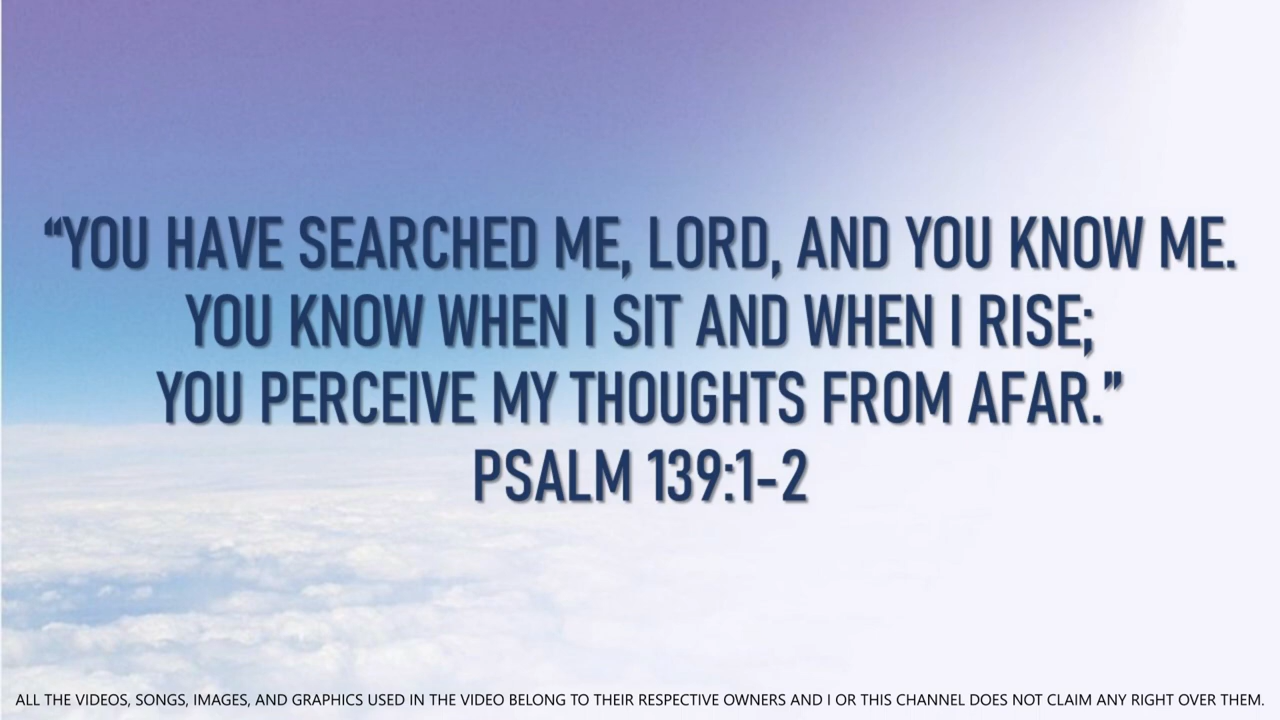 “YOU HAVE SEARCHED ME, LORD, AND YOU KNOW ME.
YOU KNOW WHEN I SIT AND WHEN I RISE;
YOU PERCEIVE MY THOUGHTS FROM AFAR.”
PSALM 139:1-2
ALL THE VIDEOS, SONGS, IMAGES, AND GRAPHICS USED IN THE VIDEO BELONG TO THEIR RESPECTIVE OWNERS AND I OR THIS CHANNEL DOES NOT CLAIM ANY RIGHT OVER THEM.